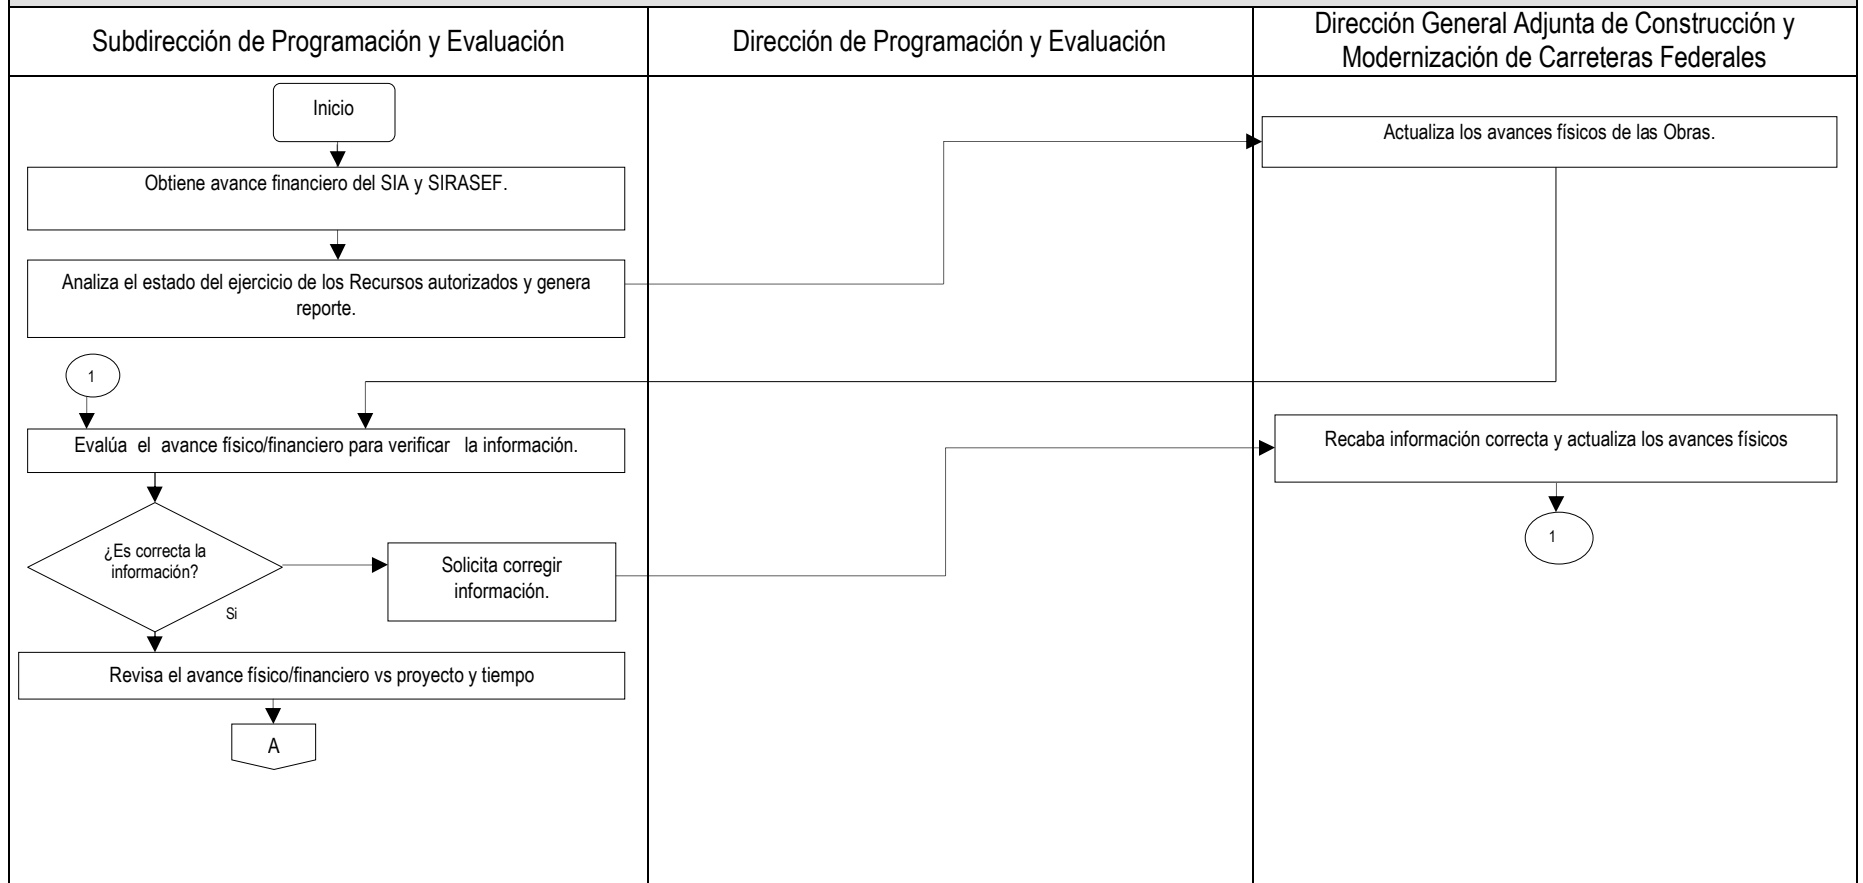 Subdirección de Programación y Evaluación
Dirección de Programación y Evaluación
Dirección General Adjunta de Construcción y
Modernización de Carreteras Federales
Inicio
Actualiza los avances físicos de las Obras.
Obtiene avance financiero del SIA y SIRASEF.
Analiza el estado del ejercicio de los Recursos autorizados y genera
reporte.
1
Evalúa el avance físico/financiero para verificar la información.
Recaba información correcta y actualiza los avances físicos
1
¿Es correcta la
información?
Solicita corregir
información.
Si
Revisa el avance físico/financiero vs proyecto y tiempo
A